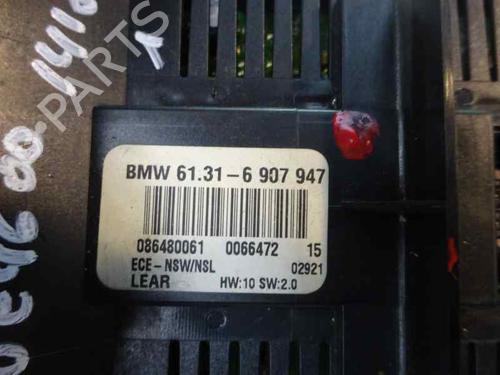 BMW 61.31-6 907 947
086480061 0066472 15
ECE-NSW/NSL 02921
LEAR HW:10 SW:2.0